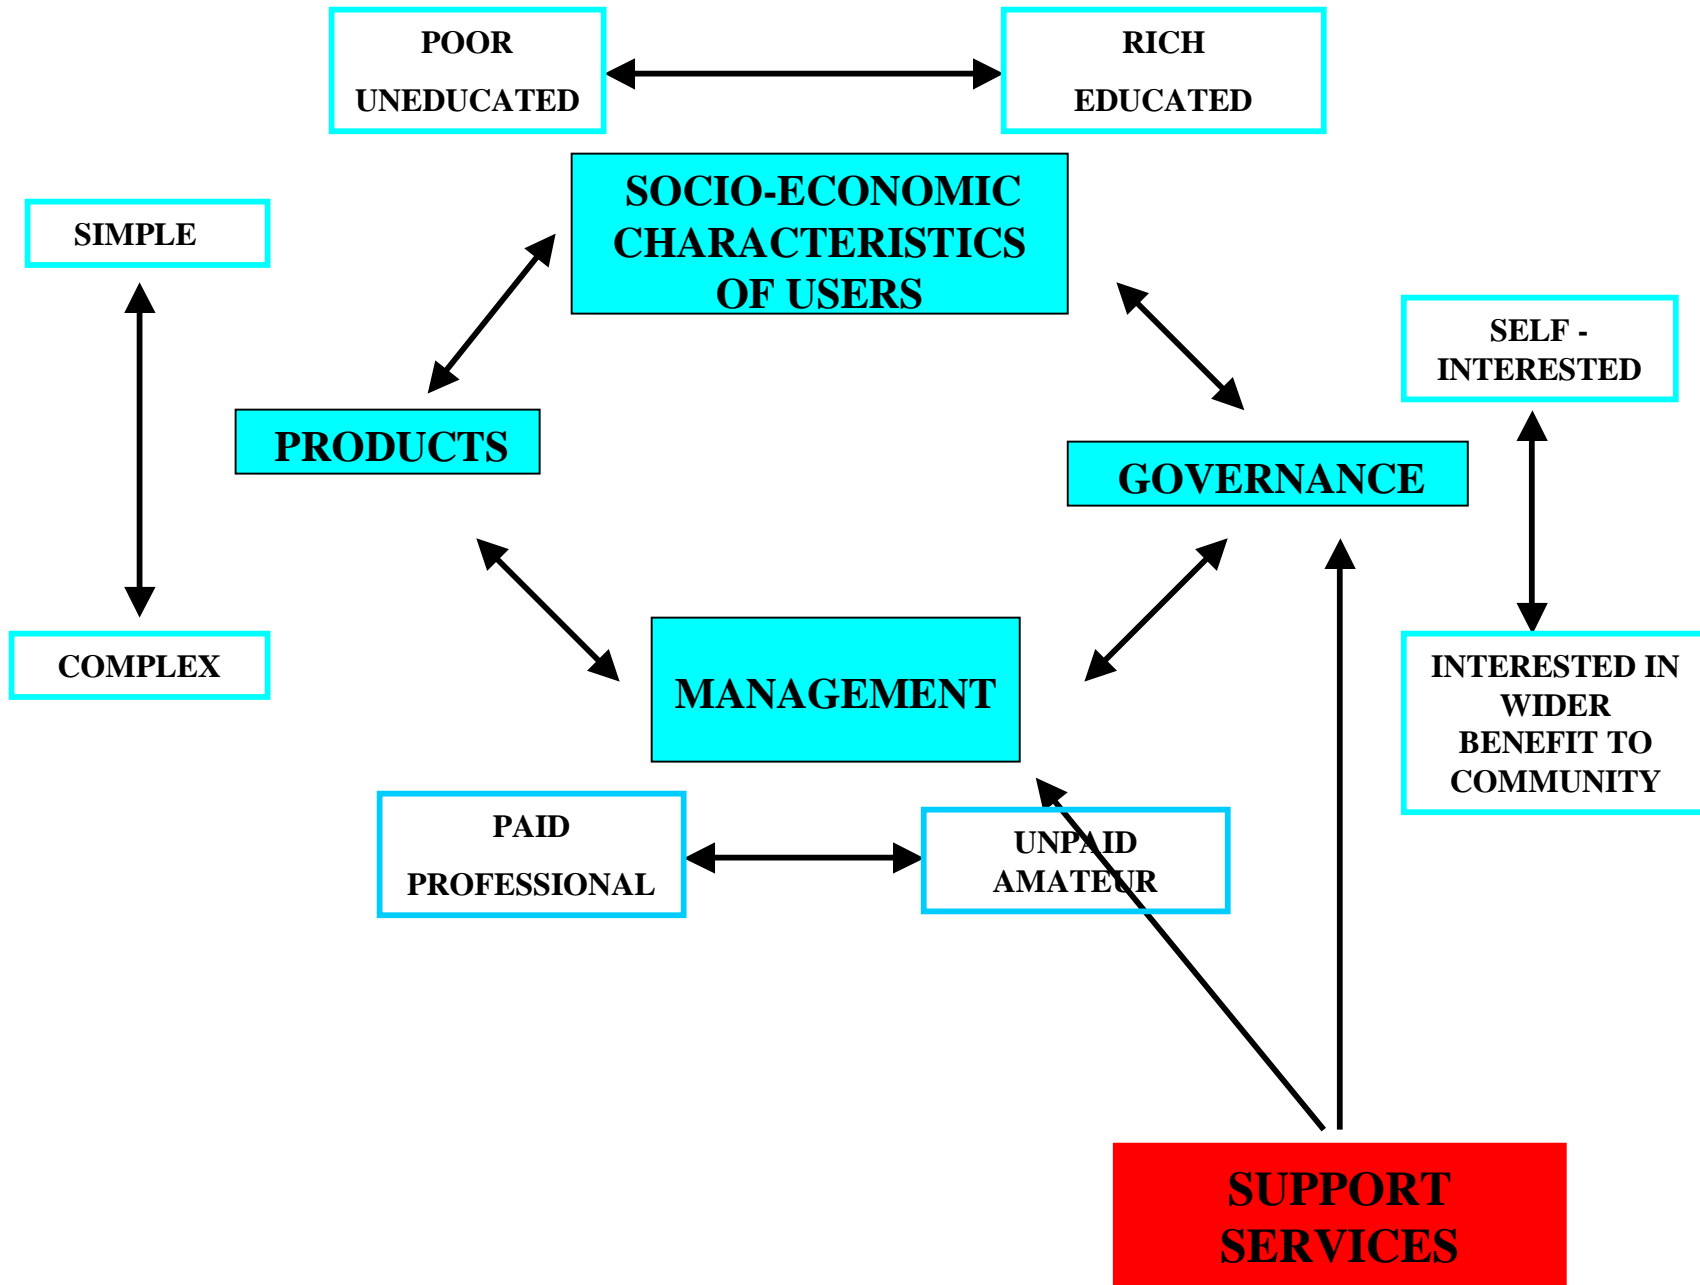 POOR
UNEDUCATED
RICH
EDUCATED
SOCIO-ECONOMIC
CHARACTERISTICS
OF USERS
SIMPLE
SELF -
INTERESTED
PRODUCTS
GOVERNANCE
COMPLEX
MANAGEMENT
INTERESTED IN
WIDER
BENEFIT TO
COMMUNITY
PAID
PROFESSIONAL
UNPAID
AMATEUR
SUPPORT
SERVICES